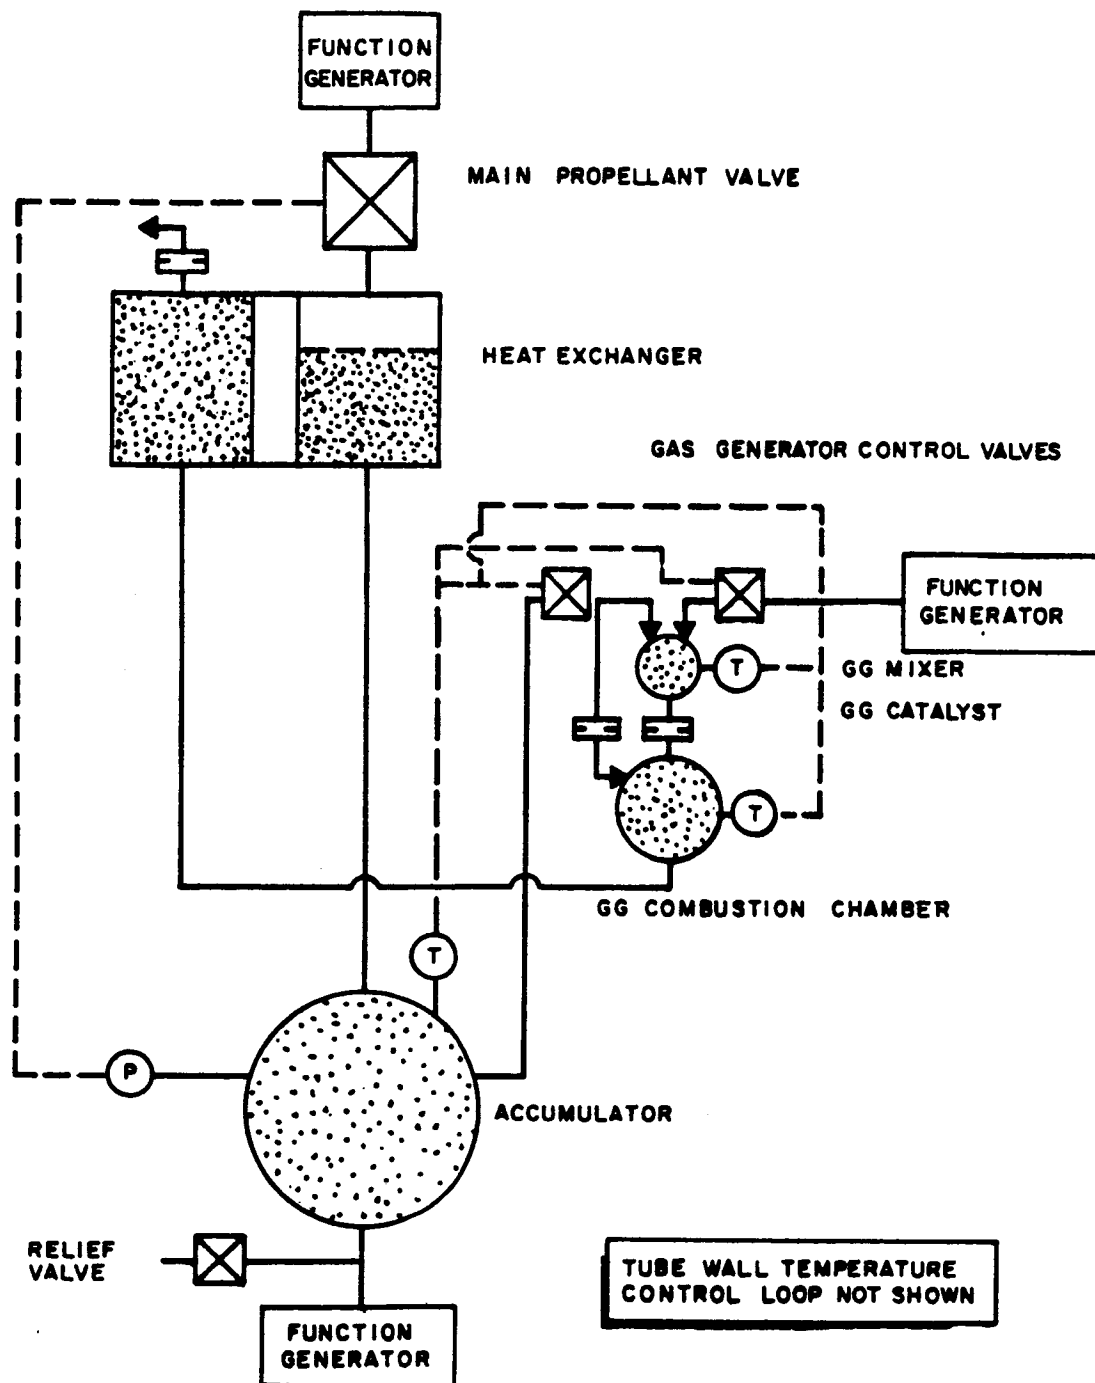 FUNCTION
GENERATOR
MAIN PROPELLANT VALVE
HEAT EXCHANGER
GAS GENERATOR CONTROL VALVES
FUNCTION
GENERATOR
T
GG MIXER
GG CATALYST
T
GG COMBUSTION CHAMBER
T
P
ACCUMULATOR
RELIEF
VALVE
TUBE WALL TEMPERATURE
CONTROL LOOP NOT SHOWN
FUNCTION
GENERATOR